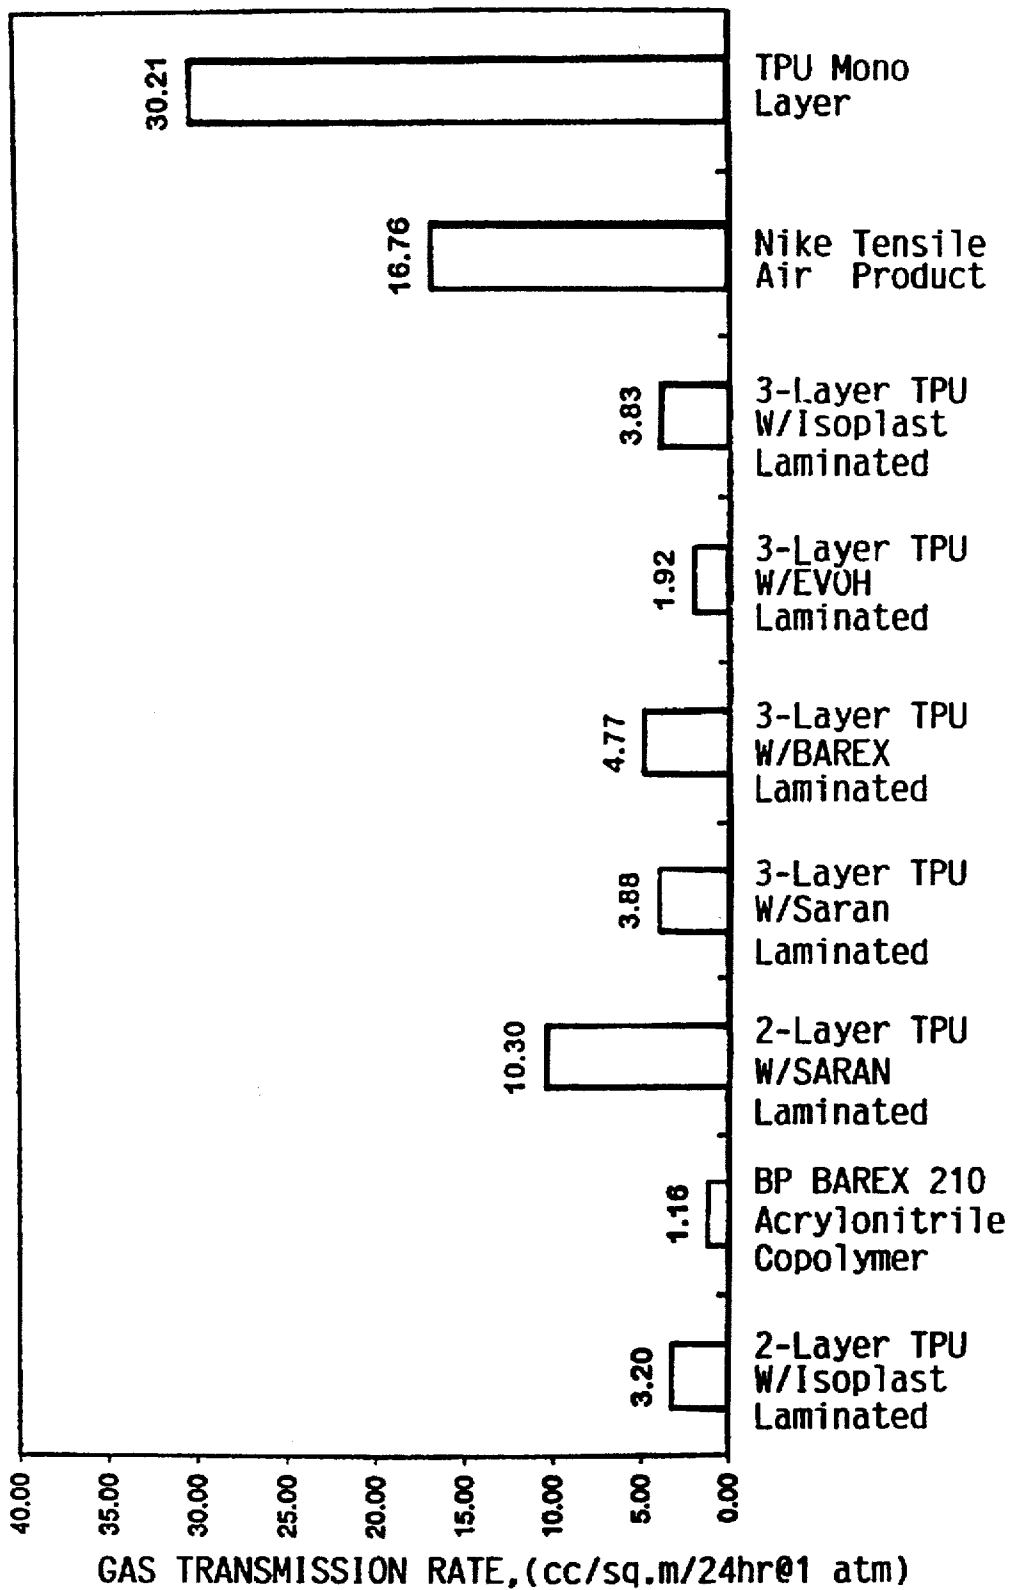 30.21
TPU Mono
Layer
16.76
Nike Tensile
Air Product
3.83
3-Layer TPU
W/Isoplast
Laminated
1.92
3-Layer TPU
W/EVOH
Laminated
4.77
3-Layer TPU
W/BAREX
Laminated
3.88
3-Layer TPU
W/Saran
Laminated
10.30
2-Layer TPU
W/SARAN
Laminated
1.16
BP BAREX 210
Acrylonitrile
Copolymer
3.20
2-Layer TPU
W/Isoplast
Laminated
40.00
35.00
30.00
25.00
20.00
15.00
10.00
5.00
0.00
GAS TRANSMISSION RATE,(cc/sq.m/24hr@1 atm)